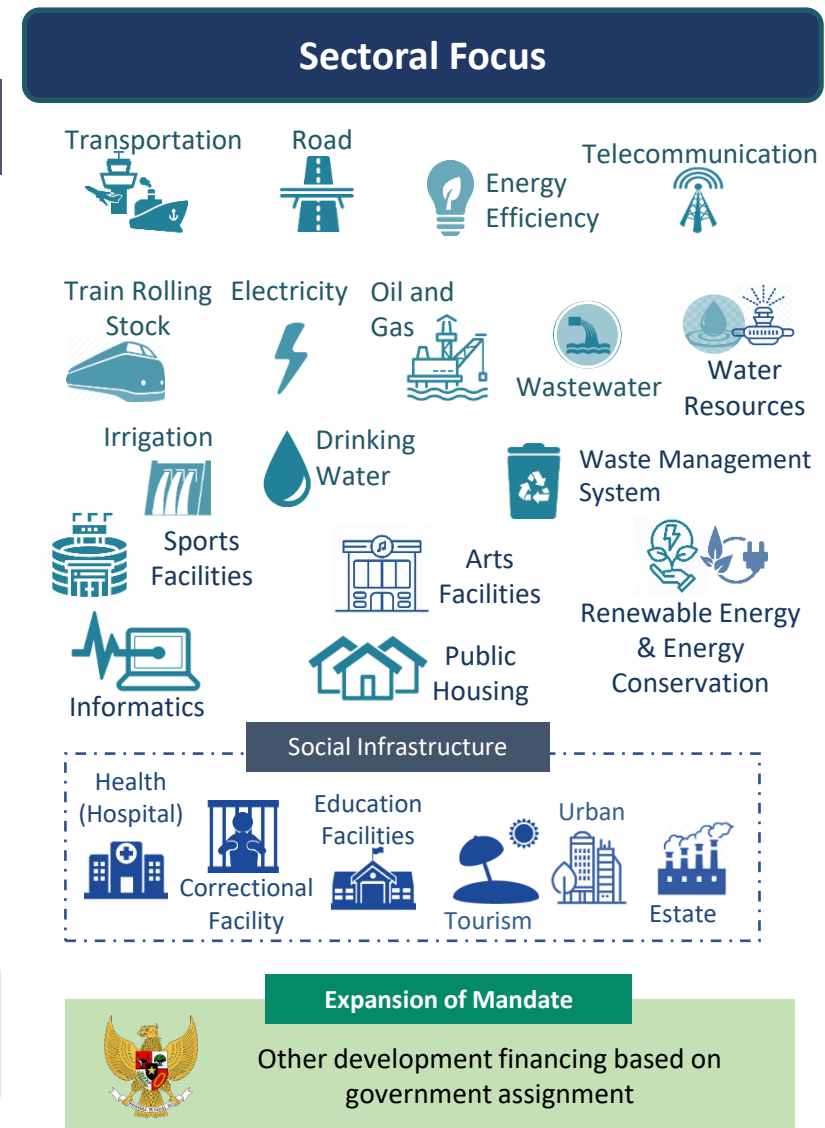 Sectoral Focus
Transportation
Road
Telecommunication
Energy
Efficiency
Train Rolling
Stock
Electricity
Oil and
Gas
Wastewater
Water
Resources
Irrigation
Drinking
Water
Waste Management
System
Sports
Facilities
Arts
Facilities
Renewable Energy
& Energy
Conservation
Informatics
Public
Housing
Social Infrastructure
Health
(Hospital)
Correctional
Facility
Education
Facilities
Tourism
Urban
Estate
Expansion of Mandate
Other development financing based on
government assignment